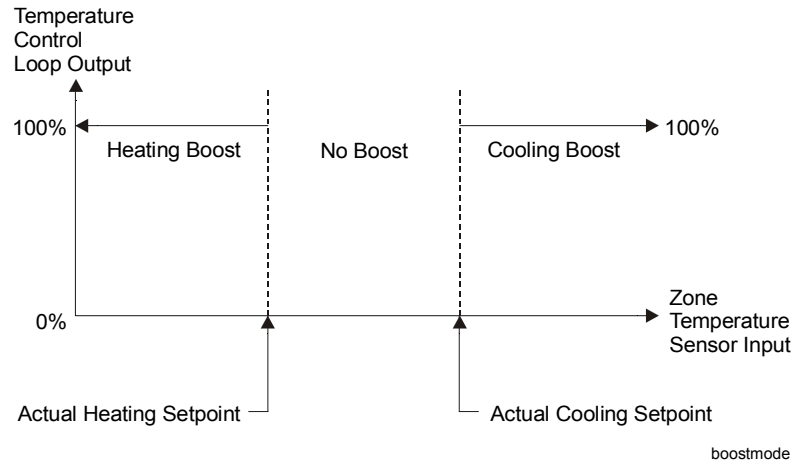 Temperature
Control
Loop Output
100%
100%
Heating Boost
No Boost
Cooling Boost
0%
Zone
Temperature
Sensor Input
Actual Heating Setpoint
Actual Cooling Setpoint
boostmode